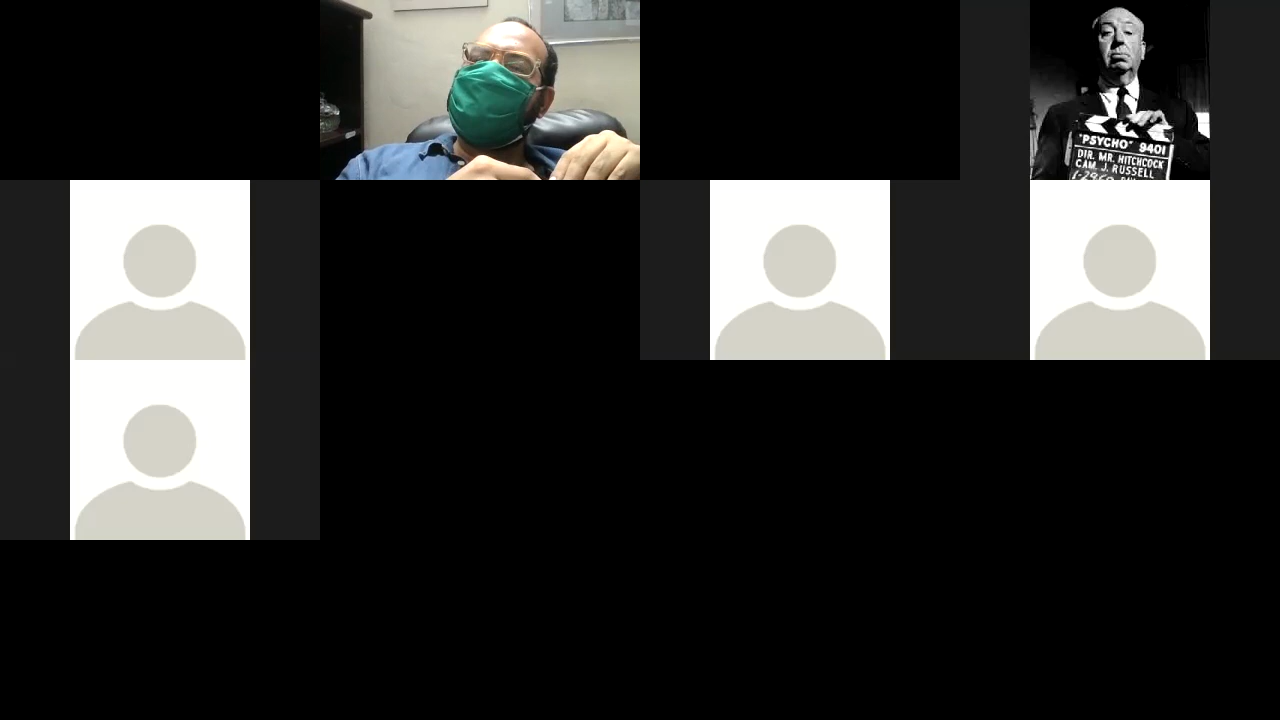 "PSYCHO" 9401
DIR. MR. HITCHCOCK
CAM. J. RUSSELL